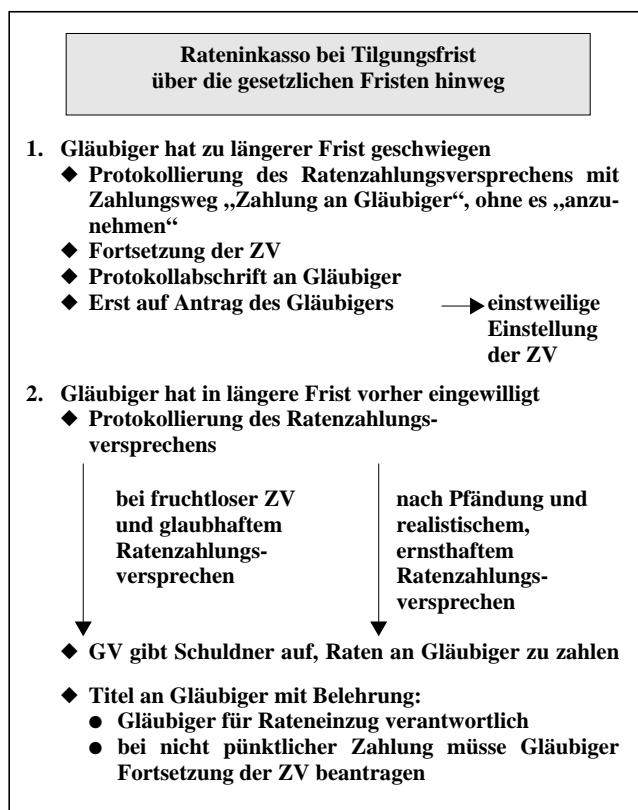 Rateninkasso bei Tilgungsfrist
über die gesetzlichen Fristen hinweg
1. Gläubiger hat zu längerer Frist geschwiegen
◆ Protokollierung des Ratenzahlungsversprechens mit
Zahlungsweg „Zahlung an Gläubiger“, ohne es „anzu-
nehmen“
◆ Fortsetzung der ZV
◆ Protokollabschrift an Gläubiger
◆ Erst auf Antrag des Gläubigers
einstweilige
Einstellung
der ZV
2. Gläubiger hat in längere Frist vorher eingewilligt
◆ Protokollierung des Ratenzahlungs-
versprechens
bei fruchtloser ZV
und glaubhaftem
Ratenzahlungs-
versprechen
nach Pfändung und
realistischem,
ernsthaftem
Ratenzahlungs-
versprechen
◆ GV gibt Schuldner auf, Raten an Gläubiger zu zahlen
◆ Titel an Gläubiger mit Belehrung:
● Gläubiger für Rateneinzug verantwortlich
● bei nicht pünktlicher Zahlung müsse Gläubiger
Fortsetzung der ZV beantragen